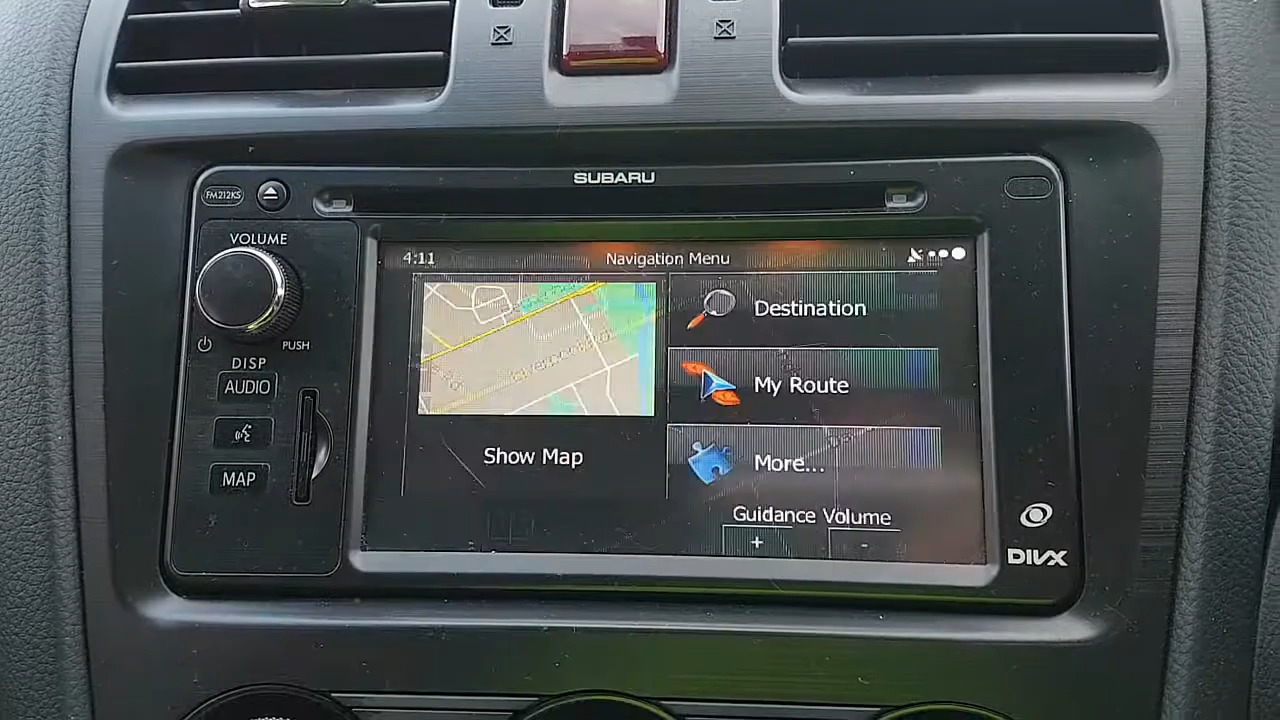 SUBARU
FM212KS
VOLUME
PUSH
DISP
AUDIO
MAP
4:11
Navigation Menu
Destination
My Route
More...
Show Map
Guidance Volume
+ -
DIVX